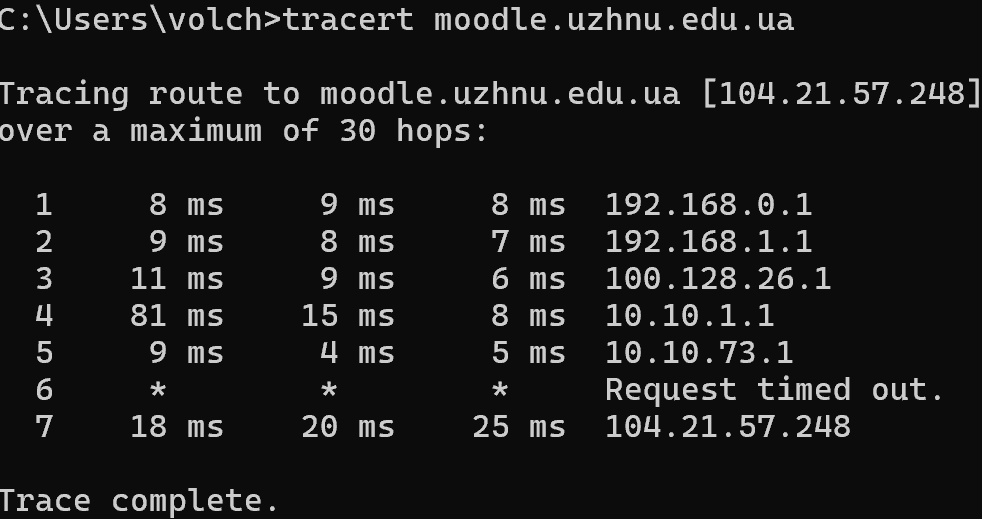 C:\Users\volch>tracert moodle.uzhnu.edu.ua
Tracing route to moodle.uzhnu.edu.ua [104.21.57.248]
over a maximum of 30 hops:
1 8 ms 9 ms 8 ms 192.168.0.1
2 9 ms 8 ms 7 ms 192.168.1.1
3 11 ms 9 ms 6 ms 100.128.26.1
4 81 ms 15 ms 8 ms 10.10.1.1
5 9 ms 4 ms 5 ms 10.10.73.1
6 * * * Request timed out.
7 18 ms 20 ms 25 ms 104.21.57.248
Trace complete.